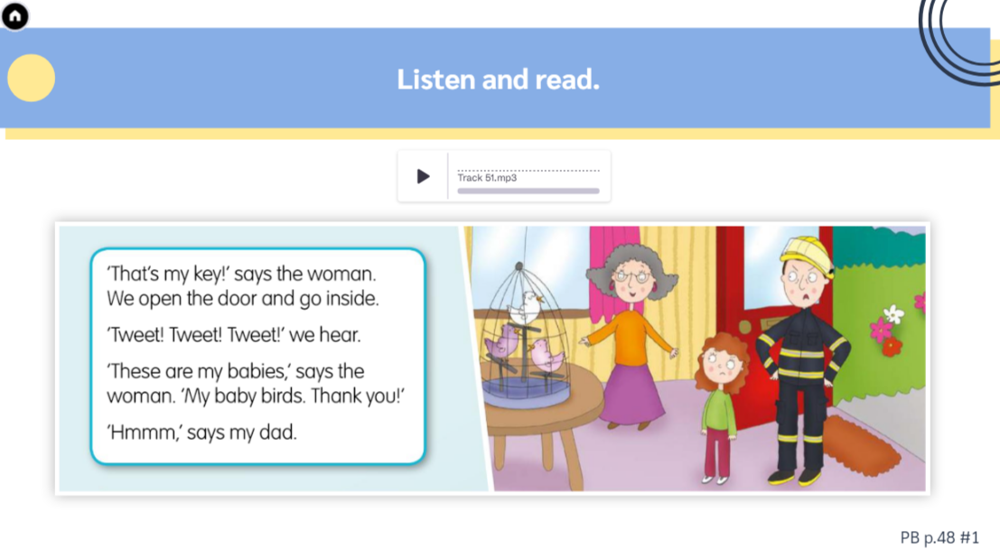 Listen and read.
Track 51.mp3
‘That’s my key!’ says the woman.
We open the door and go inside.
‘Tweet! Tweet! Tweet!’ we hear.
‘These are my babies,’ says the
woman. ‘My baby birds. Thank you!’
‘Hmmm,’ says my dad.
PB p.48 #1